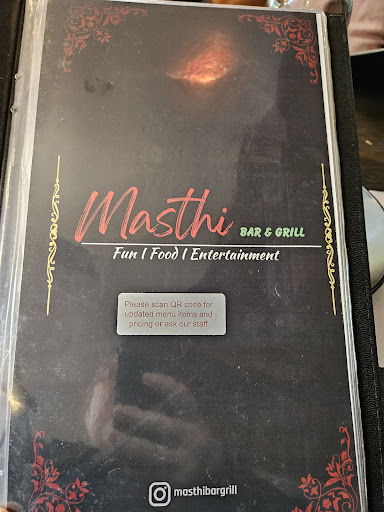 Masthi BAR & GRILL
Fun | Food | Entertainment
Please scan QR code for
updated menu items and
pricing or ask our staff
masthibargrill